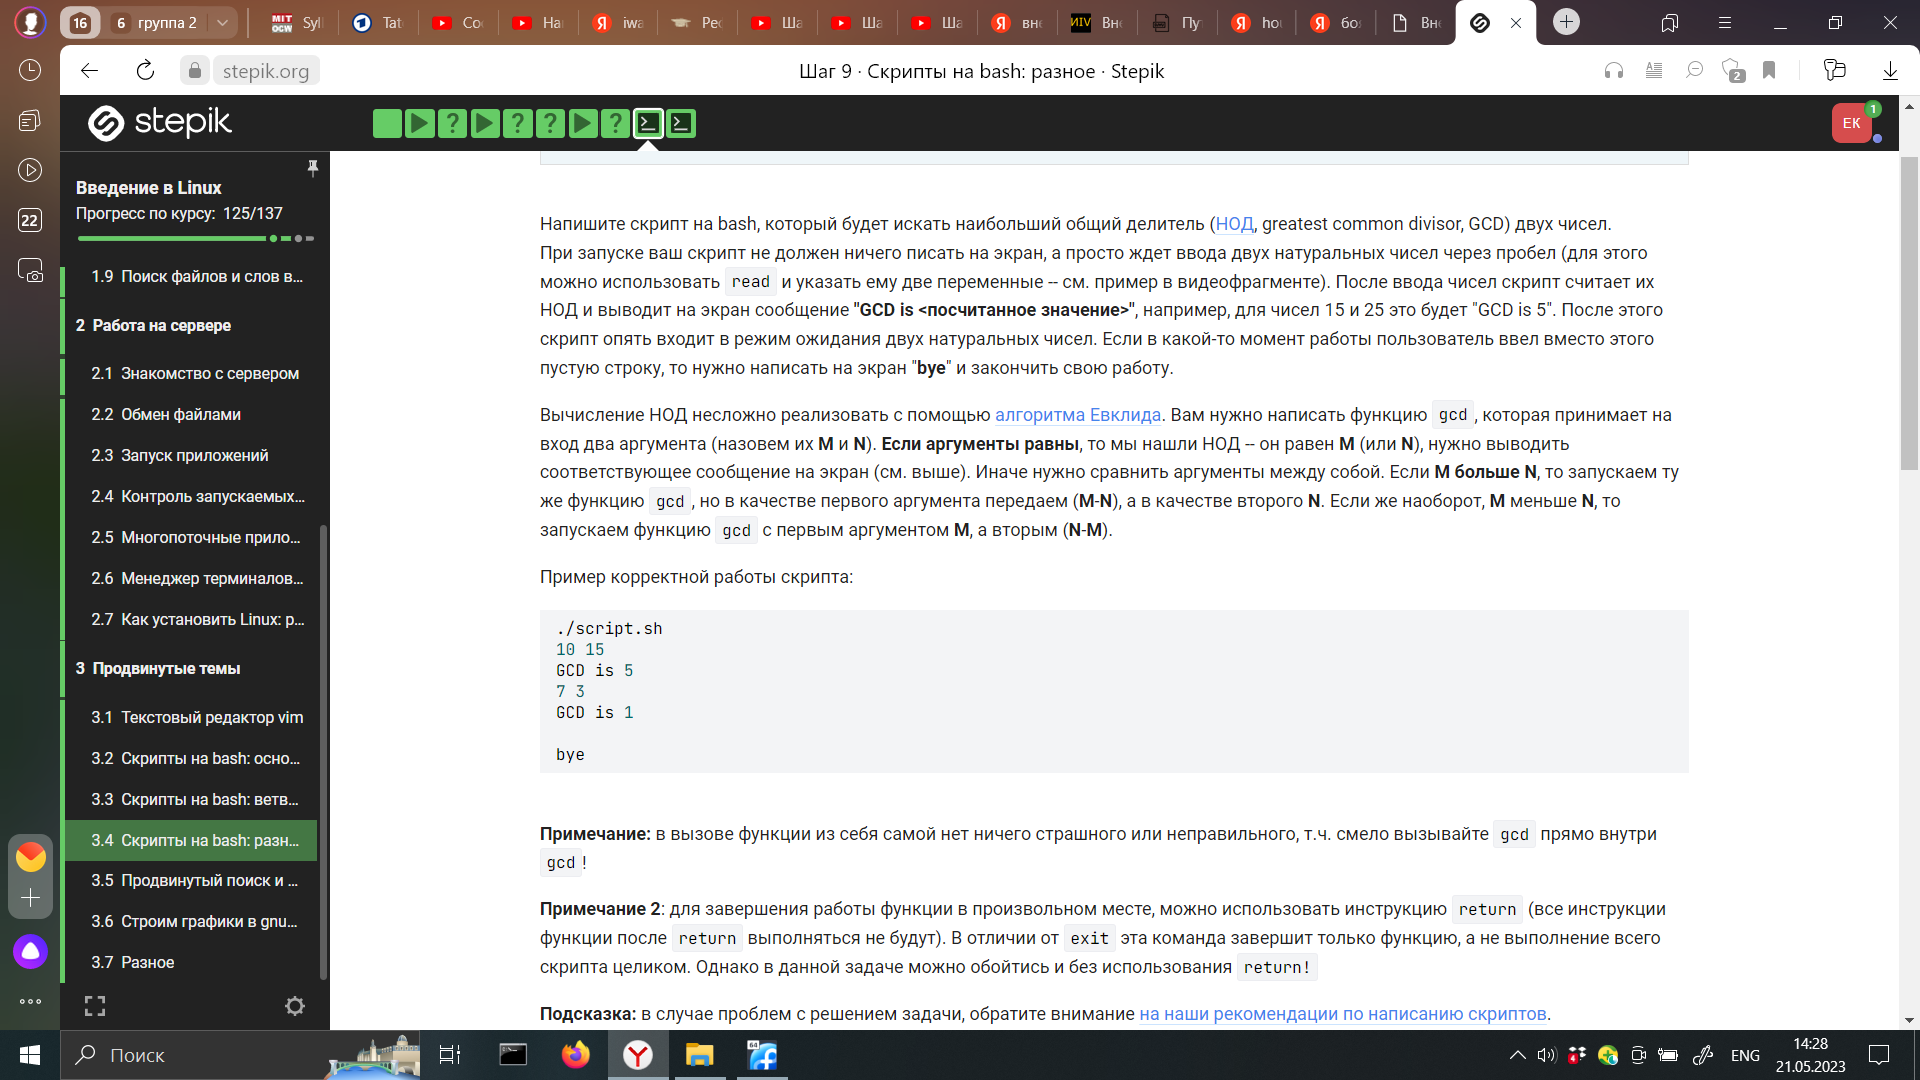 16
6 группа 2
MIT OCW Syl
Tat
Со
На
iwa
Рес
Ша
Ша
Ша
вне
ИIV Вне
Пу
hou
боя
Вне
stepik.org
Шаг 9 · Скрипты на bash: разное · Stepik
2
22
stepik
EK
1
Введение в Linux
Прогресс по курсу: 125/137
1.9 Поиск файлов и слов в...
2 Работа на сервере
2.1 Знакомство с сервером
2.2 Обмен файлами
2.3 Запуск приложений
2.4 Контроль запускаемых...
2.5 Многопоточные прило...
2.6 Менеджер терминалов...
2.7 Как установить Linux: р...
3 Продвинутые темы
3.1 Текстовый редактор vim
3.2 Скрипты на bash: осно...
3.3 Скрипты на bash: ветв...
3.4 Скрипты на bash: разн...
3.5 Продвинутый поиск и ...
3.6 Строим графики в gnu...
3.7 Разное
Напишите скрипт на bash, который будет искать наибольший общий делитель (НОД, greatest common divisor, GCD) двух чисел.
При запуске ваш скрипт не должен ничего писать на экран, а просто ждет ввода двух натуральных чисел через пробел (для этого
можно использовать read и указать ему две переменные -- см. пример в видеофрагменте). После ввода чисел скрипт считает их
НОД и выводит на экран сообщение "GCD is <посчитанное значение>", например, для чисел 15 и 25 это будет "GCD is 5". После этого
скрипт опять входит в режим ожидания двух натуральных чисел. Если в какой-то момент работы пользователь ввел вместо этого
пустую строку, то нужно написать на экран "bye" и закончить свою работу.
Вычисление НОД несложно реализовать с помощью алгоритма Евклида. Вам нужно написать функцию gcd, которая принимает на
вход два аргумента (назовем их M и N). Если аргументы равны, то мы нашли НОД -- он равен M (или N), нужно выводить
соответствующее сообщение на экран (см. выше). Иначе нужно сравнить аргументы между собой. Если M больше N, то запускаем ту
же функцию gcd, но в качестве первого аргумента передаем (M-N), а в качестве второго N. Если же наоборот, M меньше N, то
запускаем функцию gcd с первым аргументом M, а вторым (N-M).
Пример корректной работы скрипта:
./script.sh
10 15
GCD is 5
7 3
GCD is 1
bye
Примечание: в вызове функции из себя самой нет ничего страшного или неправильного, т.ч. смело вызывайте gcd прямо внутри
gcd!
Примечание 2: для завершения работы функции в произвольном месте, можно использовать инструкцию return (все инструкции
функции после return выполняться не будут). В отличии от exit эта команда завершит только функцию, а не выполнение всего
скрипта целиком. Однако в данной задаче можно обойтись и без использования return!
Подсказка: в случае проблем с решением задачи, обратите внимание на наши рекомендации по написанию скриптов.
Поиск
64
4
ENG
14:28
21.05.2023